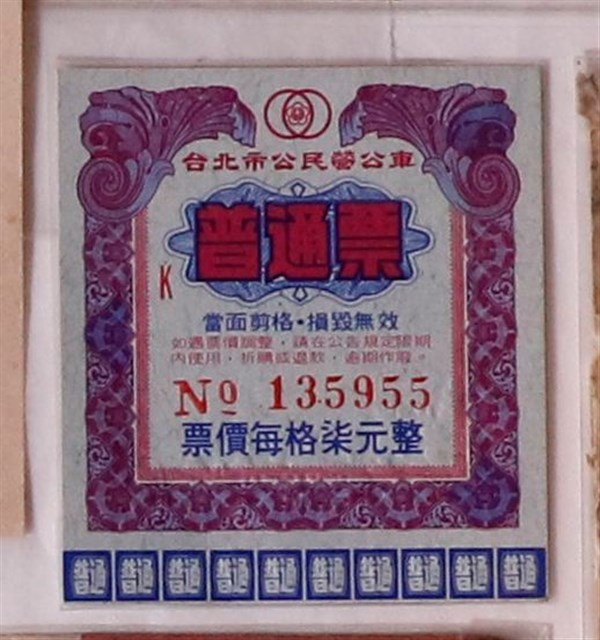 台北市公民營公車
普通票
K
當面剪格•損毀無效
如遇票價調整，請在公告規定限期
內使用，折購或退款，逾期作廢。
No 135955
票價每格柒元整
普通 普通 普通 普通 普通 普通 普通 普通 普通 普通